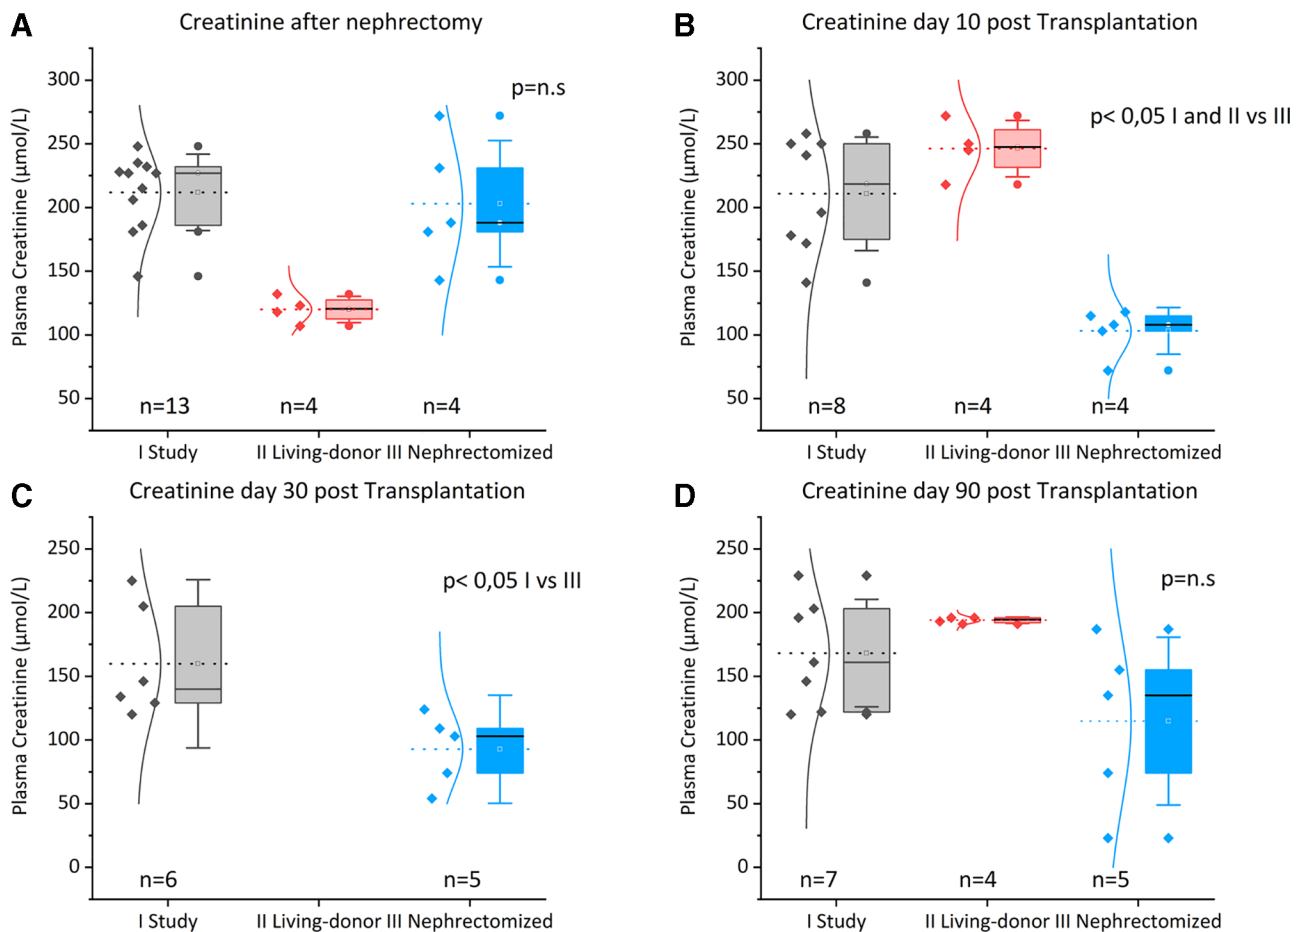 A
Creatinine after nephrectomy
p=n.s
Plasma Creatinine (µmol/L)
300
250
200
150
100
50
n=13
n=4
n=4
I Study
II Living-donor
III Nephrectomized
B
Creatinine day 10 post Transplantation
p< 0,05 I and II vs III
Plasma Creatinine (µmol/L)
300
250
200
150
100
50
n=8
n=4
n=4
I Study
II Living-donor
III Nephrectomized
C
Creatinine day 30 post Transplantation
p< 0,05 I vs III
Plasma Creatinine (µmol/L)
250
200
150
100
50
0
n=6
n=5
I Study
II Living-donor
III Nephrectomized
D
Creatinine day 90 post Transplantation
p=n.s
Plasma Creatinine (µmol/L)
250
200
150
100
50
0
n=7
n=4
n=5
I Study
II Living-donor
III Nephrectomized